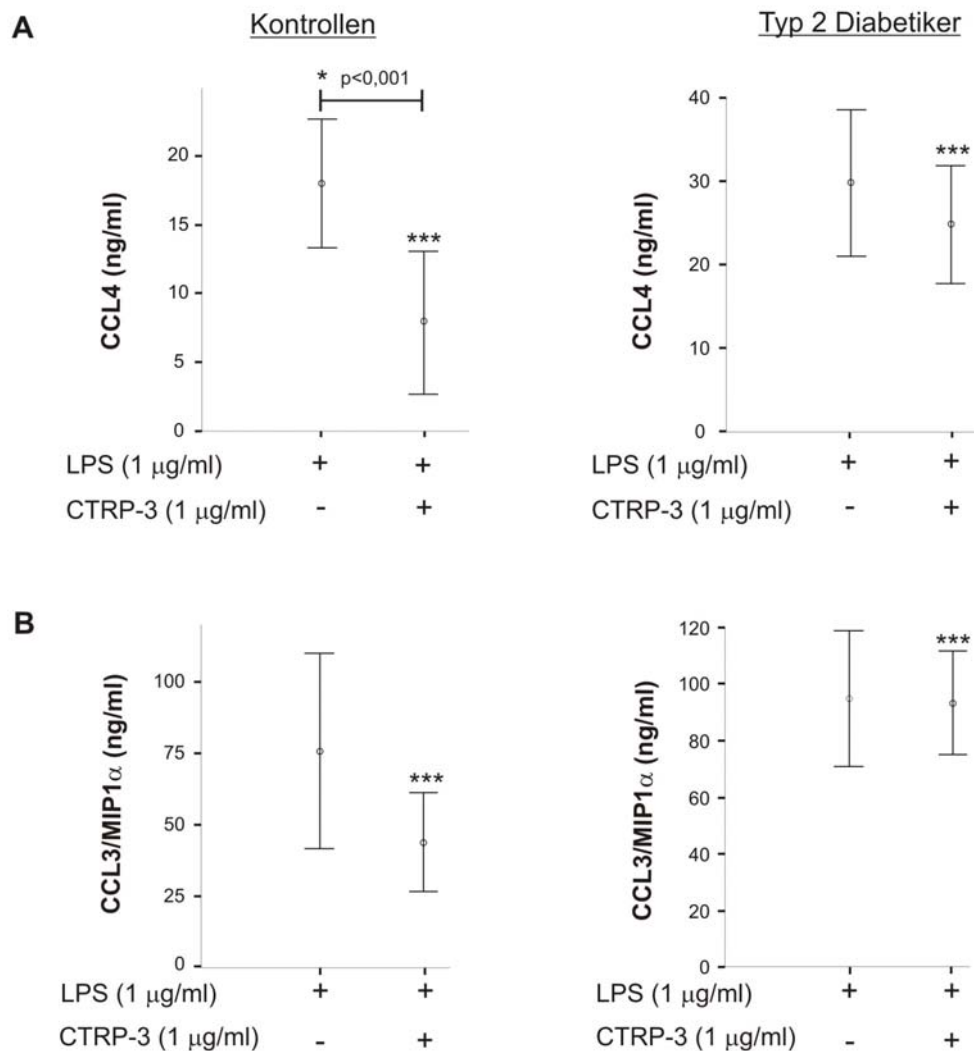 A
Kontrollen
Typ 2 Diabetiker
* p<0,001
CCL4 (ng/ml)
20
15
10
5
0
***
LPS (1 μg/ml) + +
CTRP-3 (1 μg/ml) - +
CCL4 (ng/ml)
40
30
20
10
0
***
LPS (1 μg/ml) + +
CTRP-3 (1 μg/ml) - +
B
CCL3/MIP1α (ng/ml)
100
75
50
25
0
***
LPS (1 μg/ml) + +
CTRP-3 (1 μg/ml) - +
CCL3/MIP1α (ng/ml)
120
100
80
60
40
20
0
***
LPS (1 μg/ml) + +
CTRP-3 (1 μg/ml) - +